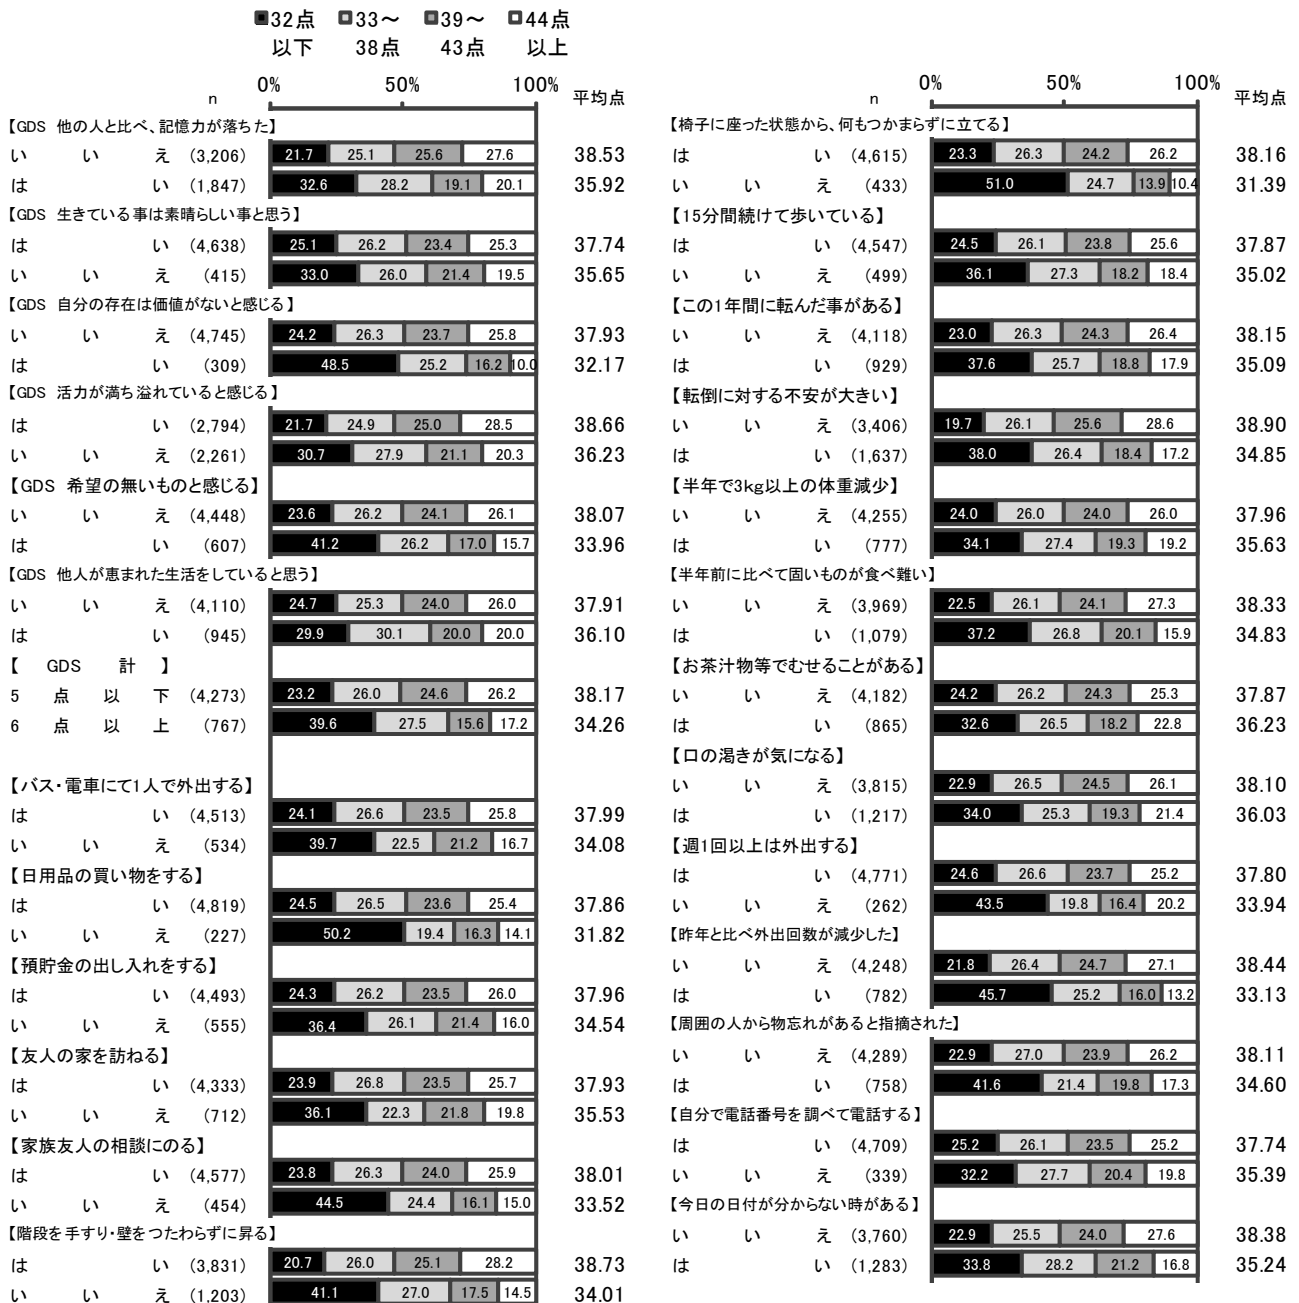 ■32点以下 □33～38点 ■39～43点 □44点以上
0% 50% 100%
n 平均点
【GDS 他の人と比べ、記憶力が落ちた】
いいえ (3,206) 21.7 25.1 25.6 27.6 38.53
はい (1,847) 32.6 28.2 19.1 20.1 35.92
【GDS 生きている事は素晴らしい事と思う】
はい (4,638) 25.1 26.2 23.4 25.3 37.74
いいえ (415) 33.0 26.0 21.4 19.5 35.65
【GDS 自分の存在は価値がないと感じる】
いいえ (4,745) 24.2 26.3 23.7 25.8 37.93
はい (309) 48.5 25.2 16.2 10.0 32.17
【GDS 活力が満ち溢れていると感じる】
はい (2,794) 21.7 24.9 25.0 28.5 38.66
いいえ (2,261) 30.7 27.9 21.1 20.3 36.23
【GDS 希望の無いものと感じる】
いいえ (4,448) 23.6 26.2 24.1 26.1 38.07
はい (607) 41.2 26.2 17.0 15.7 33.96
【GDS 他人が恵まれた生活をしていると思う】
いいえ (4,110) 24.7 25.3 24.0 26.0 37.91
はい (945) 29.9 30.1 20.0 20.0 36.10
【 GDS 計 】
5点以下 (4,273) 23.2 26.0 24.6 26.2 38.17
6点以上 (767) 39.6 27.5 15.6 17.2 34.26
【バス・電車にて1人で外出する】
はい (4,513) 24.1 26.6 23.5 25.8 37.99
いいえ (534) 39.7 22.5 21.2 16.7 34.08
【日用品の買い物をする】
はい (4,819) 24.5 26.5 23.6 25.4 37.86
いいえ (227) 50.2 19.4 16.3 14.1 31.82
【預貯金の出し入れをする】
はい (4,493) 24.3 26.2 23.5 26.0 37.96
いいえ (555) 36.4 26.1 21.4 16.0 34.54
【友人の家を訪ねる】
はい (4,333) 23.9 26.8 23.5 25.7 37.93
いいえ (712) 36.1 22.3 21.8 19.8 35.53
【家族友人の相談にのる】
はい (4,577) 23.8 26.3 24.0 25.9 38.01
いいえ (454) 44.5 24.4 16.1 15.0 33.52
【階段を手すり・壁をつたわらずに昇る】
はい (3,831) 20.7 26.0 25.1 28.2 38.73
いいえ (1,203) 41.1 27.0 17.5 14.5 34.01
0% 50% 100%
n 平均点
【椅子に座った状態から、何もつかまらずに立てる】
はい (4,615) 23.3 26.3 24.2 26.2 38.16
いいえ (433) 51.0 24.7 13.9 10.4 31.39
【15分間続けて歩いている】
はい (4,547) 24.5 26.1 23.8 25.6 37.87
いいえ (499) 36.1 27.3 18.2 18.4 35.02
【この1年間に転んだ事がある】
いいえ (4,118) 23.0 26.3 24.3 26.4 38.15
はい (929) 37.6 25.7 18.8 17.9 35.09
【転倒に対する不安が大きい】
いいえ (3,406) 19.7 26.1 25.6 28.6 38.90
はい (1,637) 38.0 26.4 18.4 17.2 34.85
【半年で3kg以上の体重減少】
いいえ (4,255) 24.0 26.0 24.0 26.0 37.96
はい (777) 34.1 27.4 19.3 19.2 35.63
【半年前に比べて固いものが食べ難い】
いいえ (3,969) 22.5 26.1 24.1 27.3 38.33
はい (1,079) 37.2 26.8 20.1 15.9 34.83
【お茶汁物等でむせることがある】
いいえ (4,182) 24.2 26.2 24.3 25.3 37.87
はい (865) 32.6 26.5 18.2 22.8 36.23
【口の渇きが気になる】
いいえ (3,815) 22.9 26.5 24.5 26.1 38.10
はい (1,217) 34.0 25.3 19.3 21.4 36.03
【週1回以上は外出する】
はい (4,771) 24.6 26.6 23.7 25.2 37.80
いいえ (262) 43.5 19.8 16.4 20.2 33.94
【昨年と比べ外出回数が減少した】
いいえ (4,248) 21.8 26.4 24.7 27.1 38.44
はい (782) 45.7 25.2 16.0 13.2 33.13
【周囲の人から物忘れがあると指摘された】
いいえ (4,289) 22.9 27.0 23.9 26.2 38.11
はい (758) 41.6 21.4 19.8 17.3 34.60
【自分で電話番号を調べて電話する】
はい (4,709) 25.2 26.1 23.5 25.2 37.74
いいえ (339) 32.2 27.7 20.4 19.8 35.39
【今日の日付が分からない時がある】
いいえ (3,760) 22.9 25.5 24.0 27.6 38.38
はい (1,283) 33.8 28.2 21.2 16.8 35.24